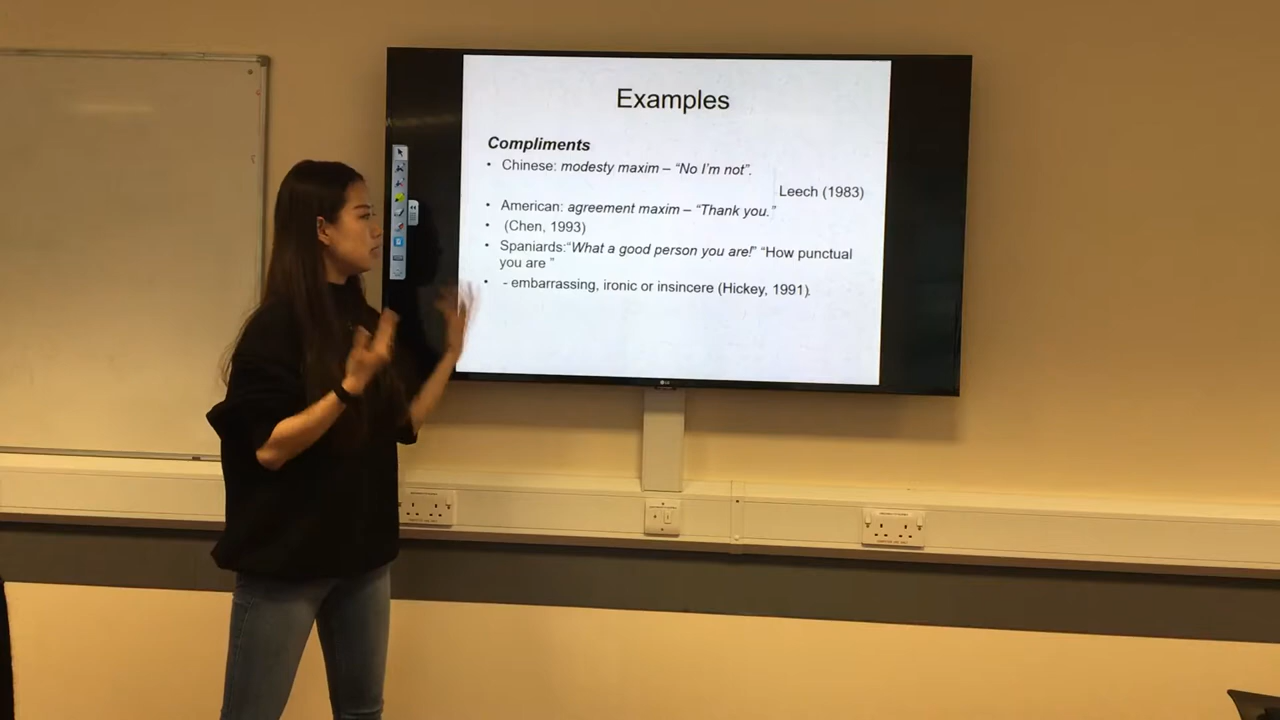 Examples
Compliments
• Chinese: modesty maxim – “No I’m not”.
Leech (1983)
• American: agreement maxim – “Thank you.”
• (Chen, 1993)
• Spaniards:“What a good person you are!” “How punctual
you are ”
• - embarrassing, ironic or insincere (Hickey, 1991).
LG